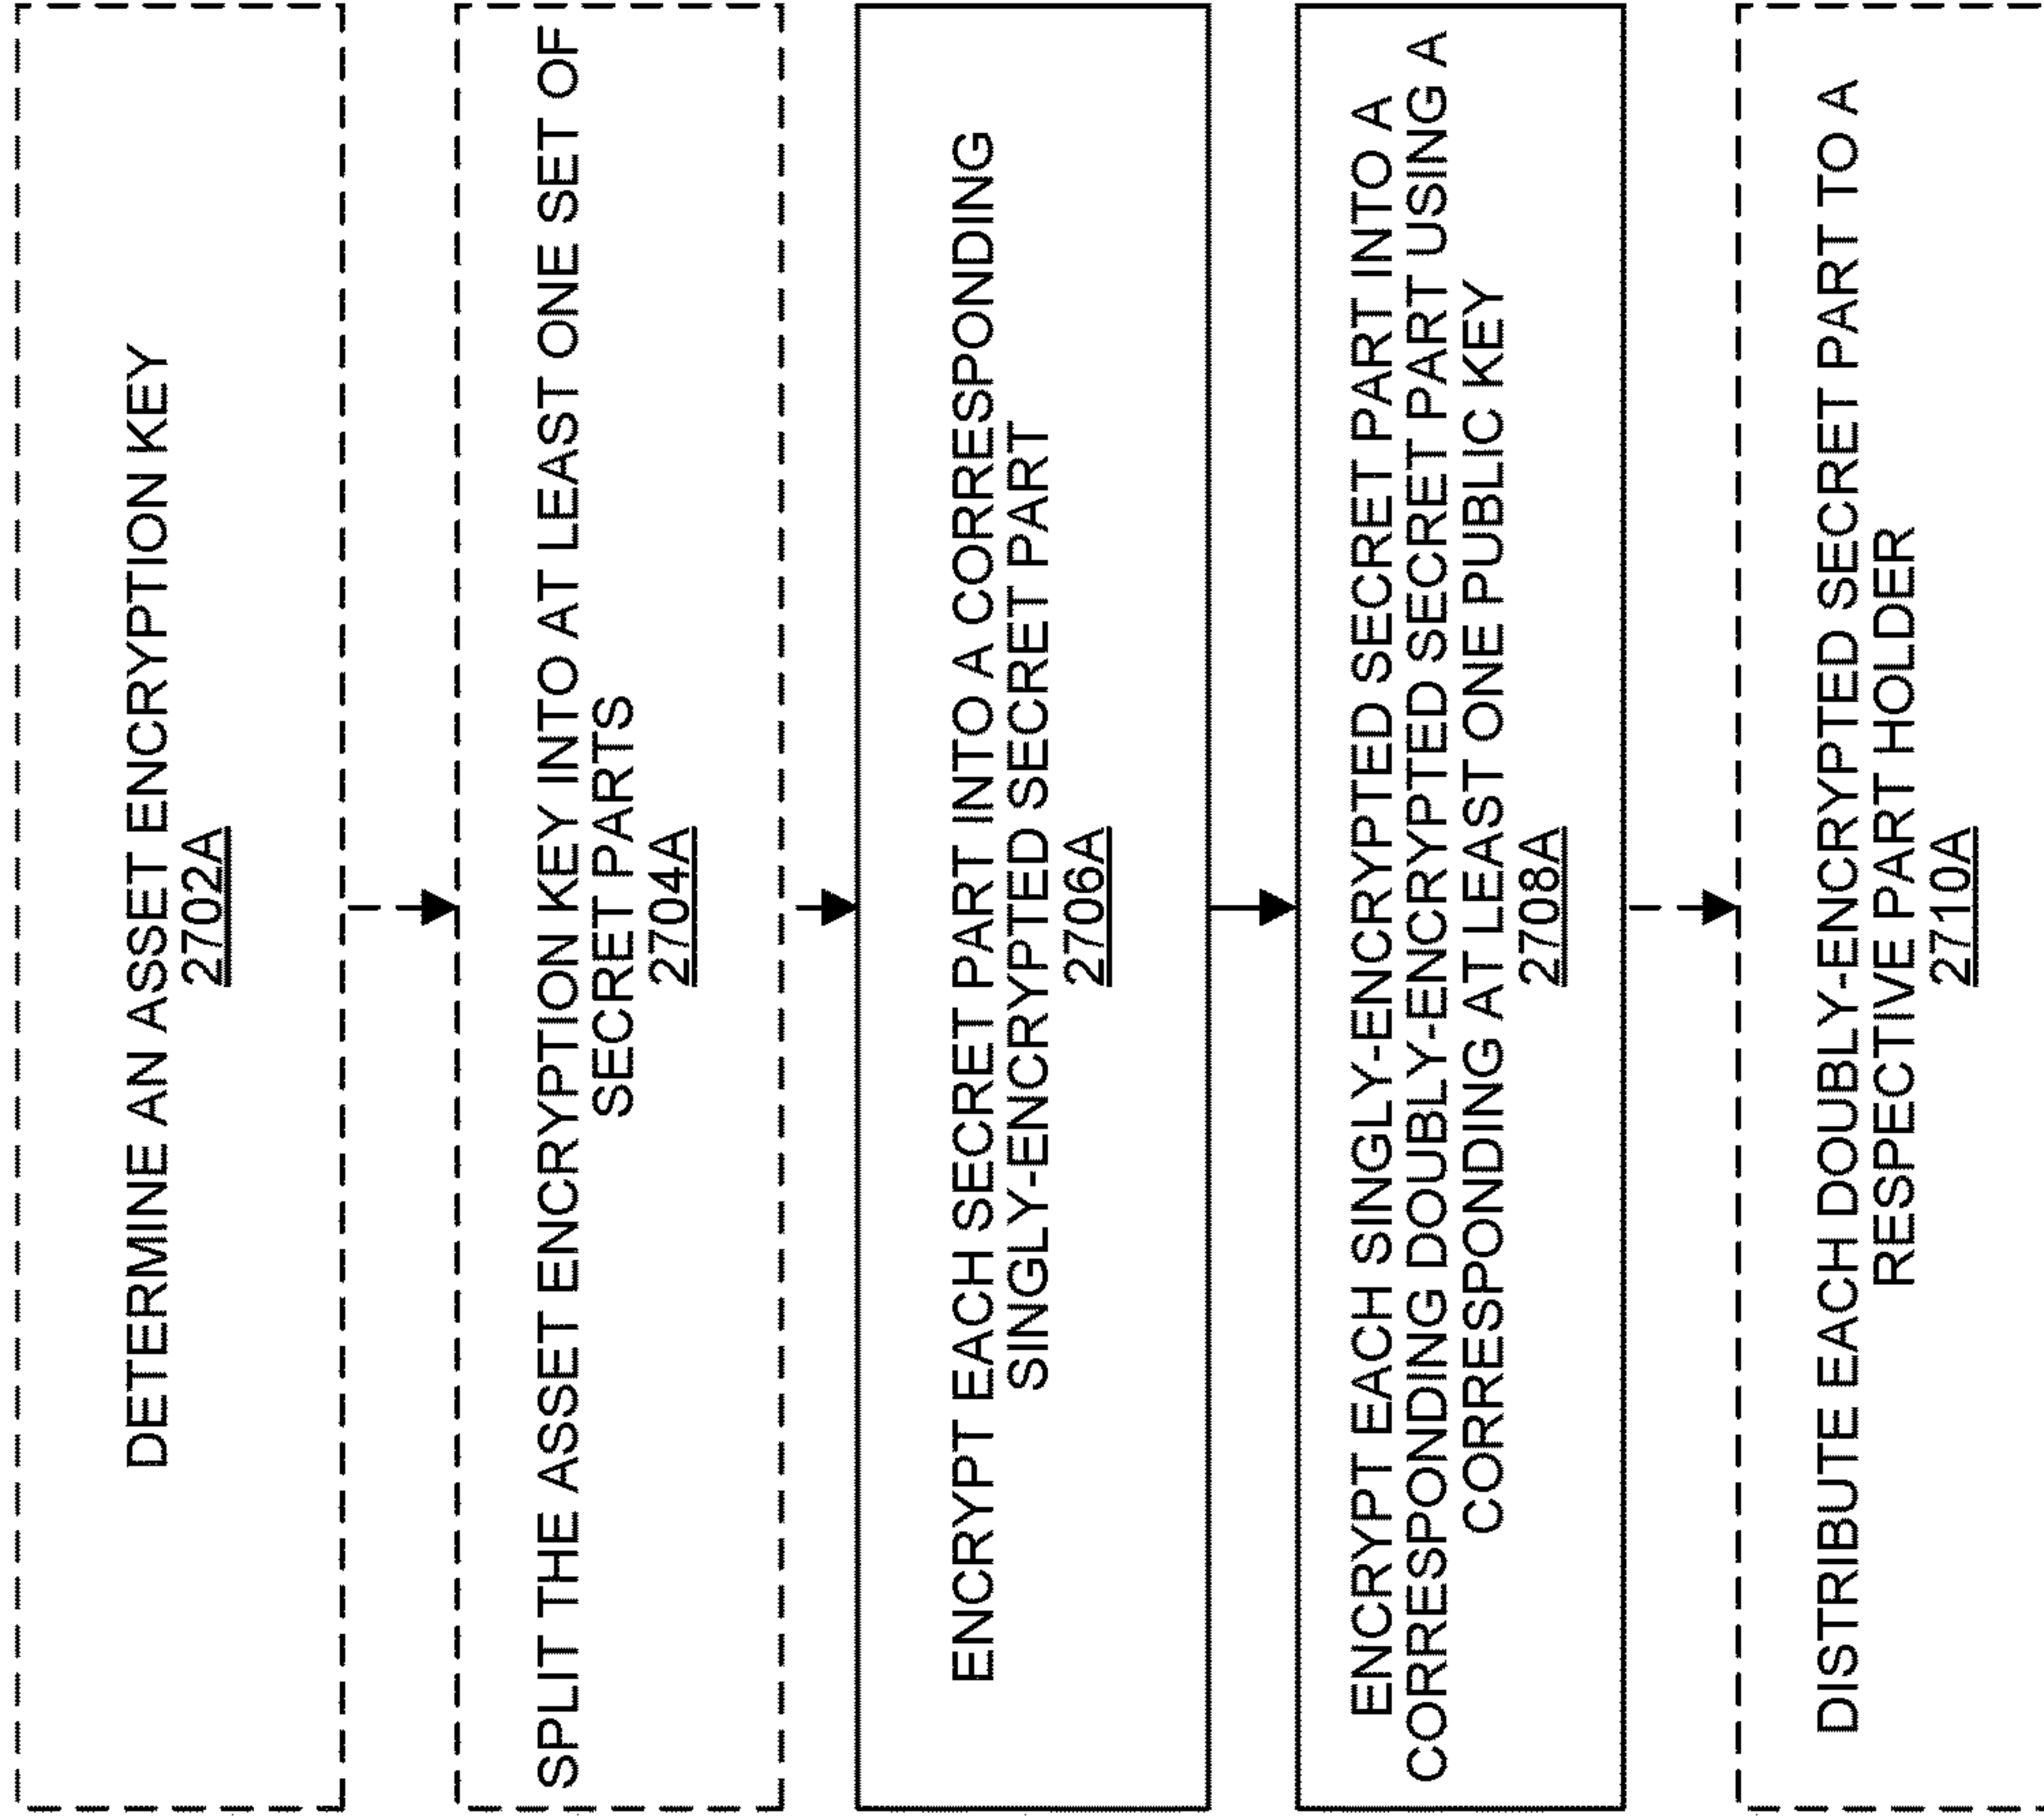 DETERMINE AN ASSET ENCRYPTION KEY
2702A
SPLIT THE ASSET ENCRYPTION KEY INTO AT LEAST ONE SET OF
SECRET PARTS
2704A
ENCRYPT EACH SECRET PART INTO A CORRESPONDING
SINGLY-ENCRYPTED SECRET PART
2706A
ENCRYPT EACH SINGLY-ENCRYPTED SECRET PART INTO A
CORRESPONDING DOUBLY-ENCRYPTED SECRET PART USING A
CORRESPONDING AT LEAST ONE PUBLIC KEY
2708A
DISTRIBUTE EACH DOUBLY-ENCRYPTED SECRET PART TO A
RESPECTIVE PART HOLDER
2710A